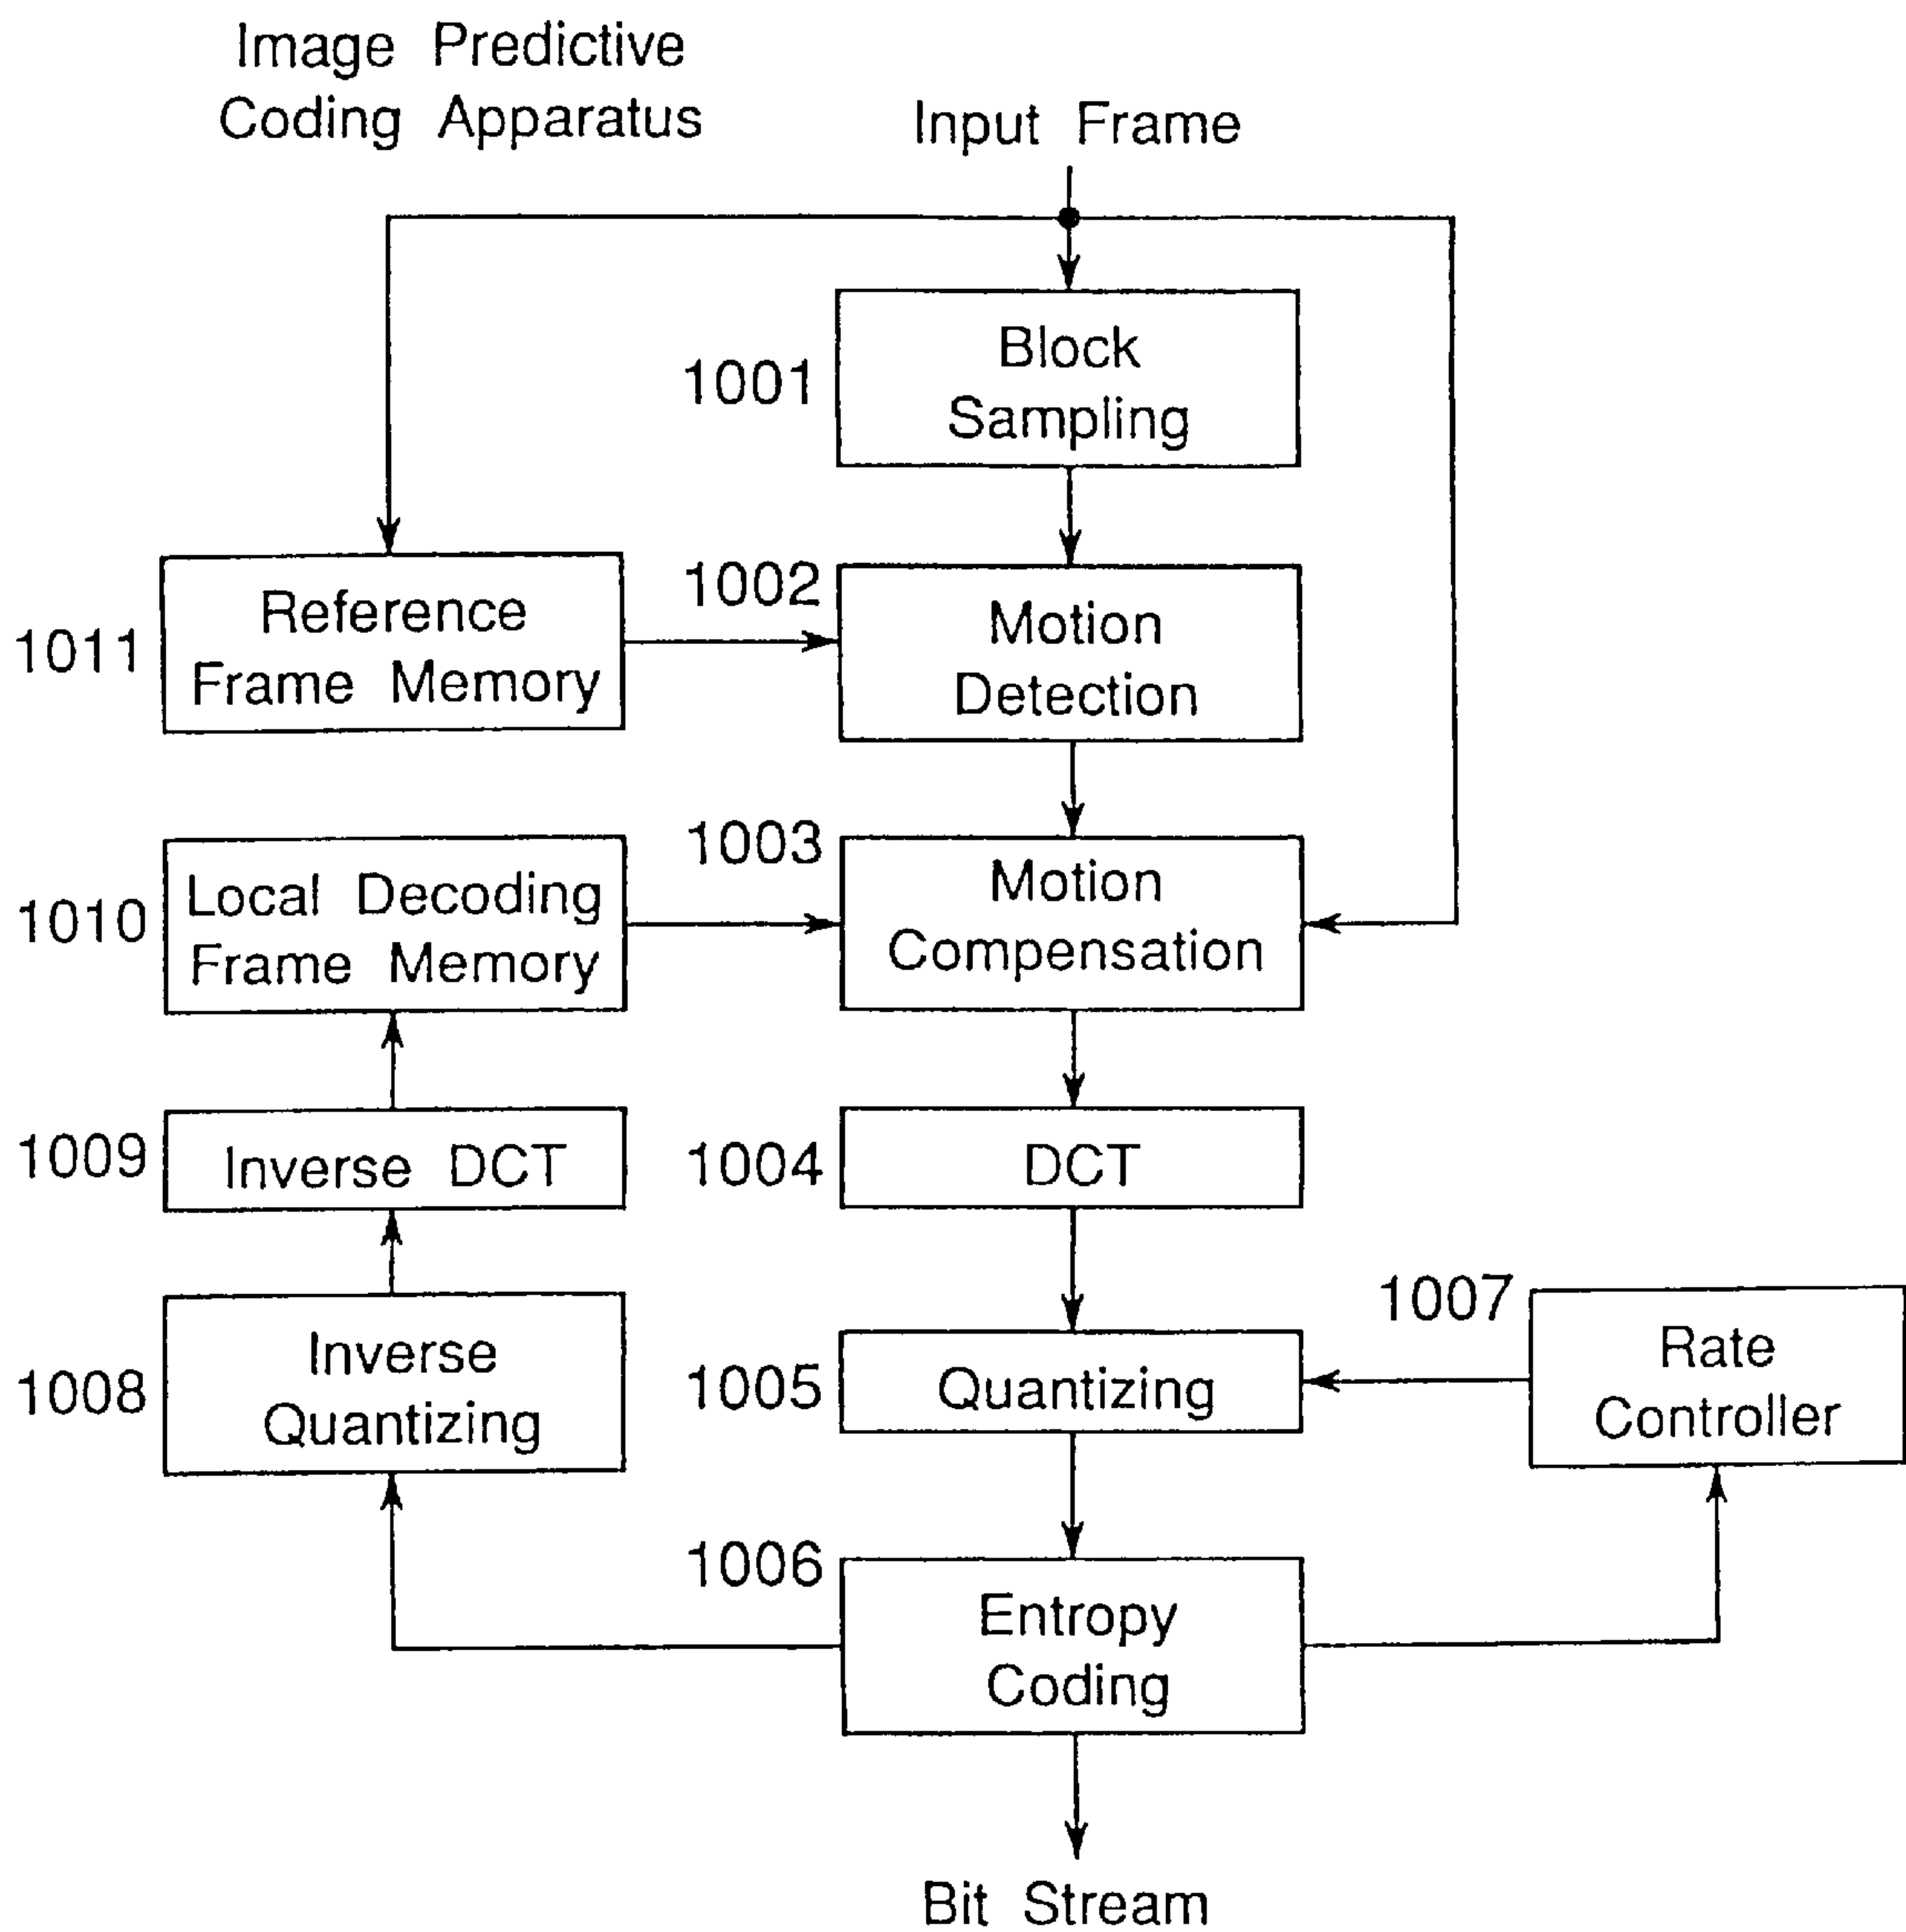 Image Predictive
Coding Apparatus
Input Frame
1001
Block
Sampling
1011
Reference
Frame Memory
1002
Motion
Detection
1010
Local Decoding
Frame Memory
1003
Motion
Compensation
1009
Inverse DCT
1004
DCT
1008
Inverse
Quantizing
1005
Quantizing
1007
Rate
Controller
1006
Entropy
Coding
Bit Stream